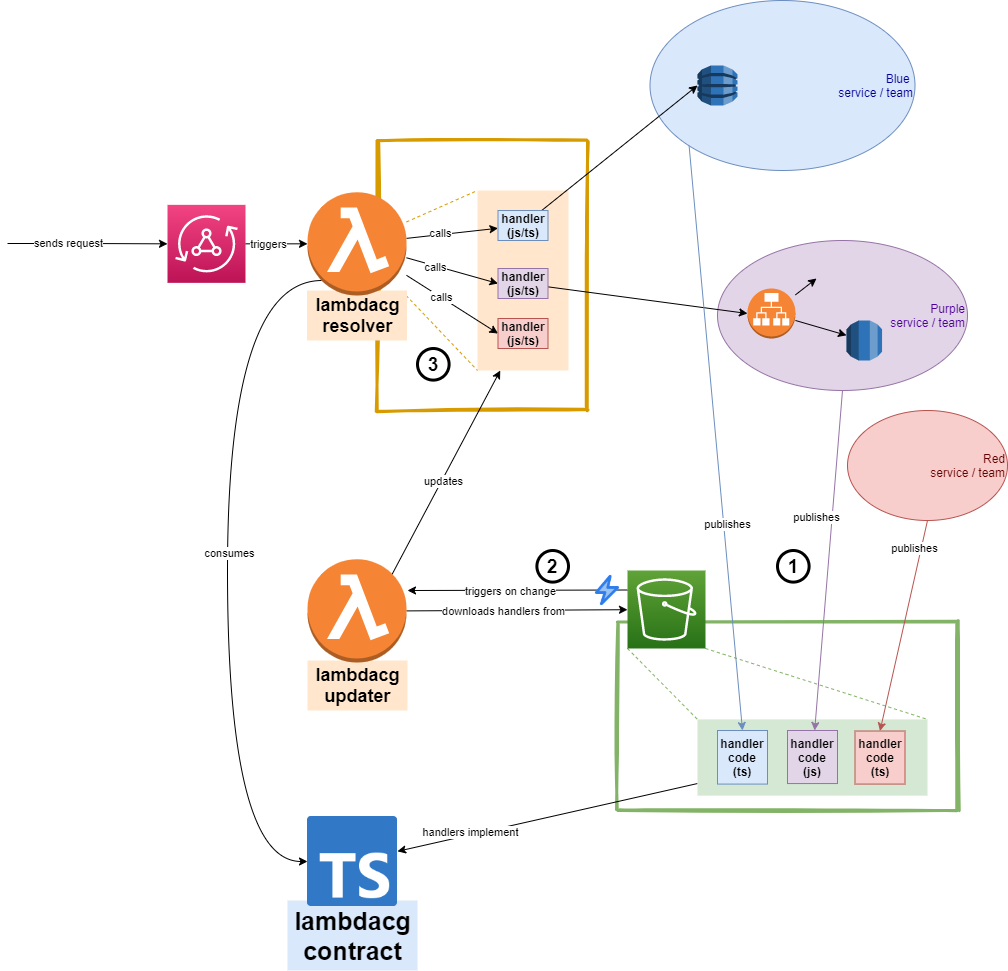 Blue
service / team
handler
(js/ts)
calls
sends request
triggers
handler
(js/ts)
calls
calls
lambdacg
resolver
handler
(js/ts)
Purple
service / team
3
Red
service / team
updates
publishes
publishes
publishes
consumes
2
1
triggers on change
downloads handlers from
lambdacg
updater
handler
code
(ts)
handler
code
(js)
handler
code
(ts)
handlers implement
TS
lambdacg
contract